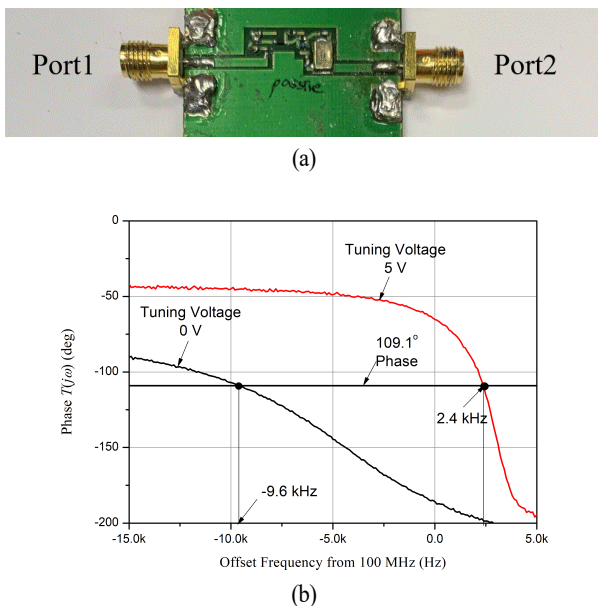 Port1
Port2
passive
(a)
0
-50
-100
-150
-200
-15.0k
-10.0k
-5.0k
0.0
5.0k
Phase T(jω) (deg)
Offset Frequency from 100 MHz (Hz)
Tuning Voltage
5 V
Tuning Voltage
0 V
109.1°
Phase
2.4 kHz
-9.6 kHz
(b)